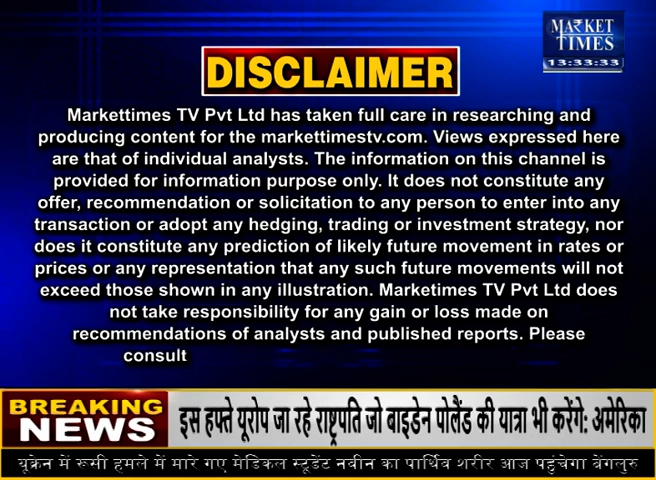 MARKET
TIMES
13:33:33
DISCLAIMER
Markettimes TV Pvt Ltd has taken full care in researching and
producing content for the markettimestv.com. Views expressed here
are that of individual analysts. The information on this channel is
provided for information purpose only. It does not constitute any
offer, recommendation or solicitation to any person to enter into any
transaction or adopt any hedging, trading or investment strategy, nor
does it constitute any prediction of likely future movement in rates or
prices or any representation that any such future movements will not
exceed those shown in any illustration. Marketimes TV Pvt Ltd does
not take responsibility for any gain or loss made on
recommendations of analysts and published reports. Please
consult
BREAKING
NEWS
इस हफ्ते यूरोप जा रहे राष्ट्रपति जो बाइडेन पोलैंड की यात्रा भी करेंगे: अमेरिका
यूक्रेन में रूसी हमले में मारे गए मेडिकल स्टूडेंट नवीन का पार्थिव शरीर आज पहुंचेगा बेंगलुरु